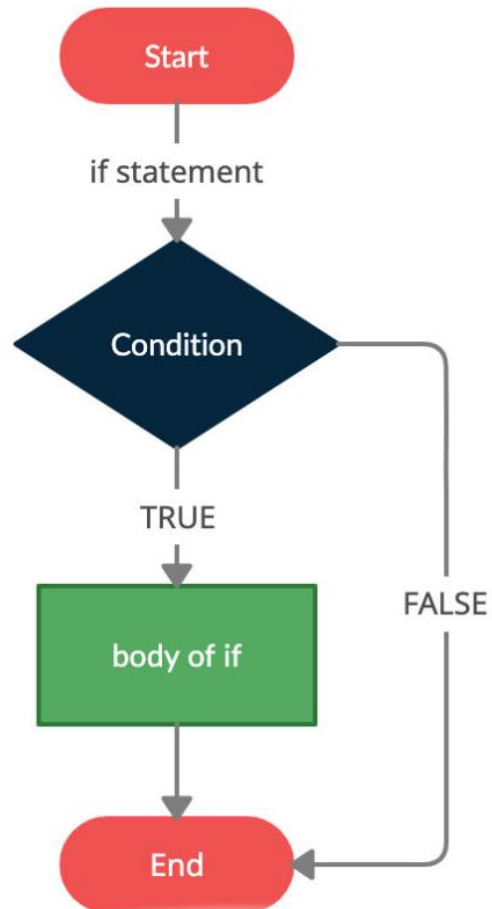 Start
if statement
Condition
TRUE
FALSE
body of if
End